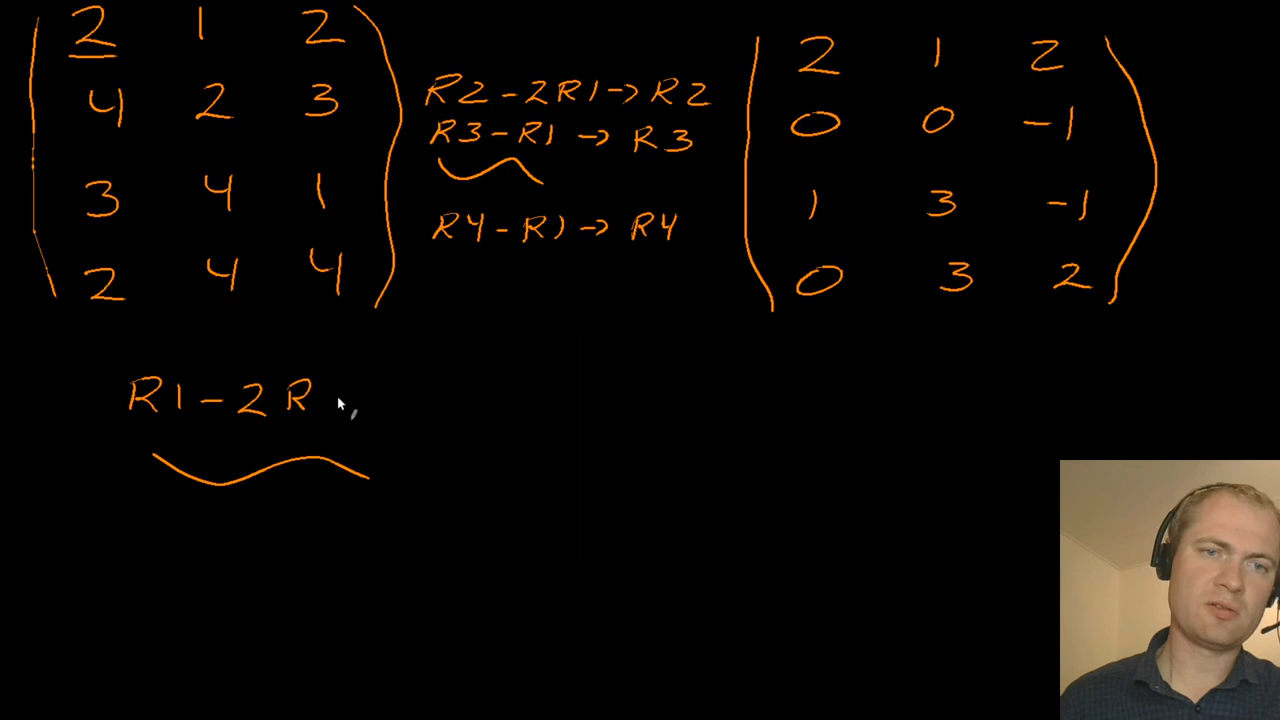 2 1 2
4 2 3
3 4 1
2 4 4
R2-2R1→R2
R3-R1→R3
R4-R1→R4
2 1 2
0 0 -1
1 3 -1
0 3 2
R1-2R